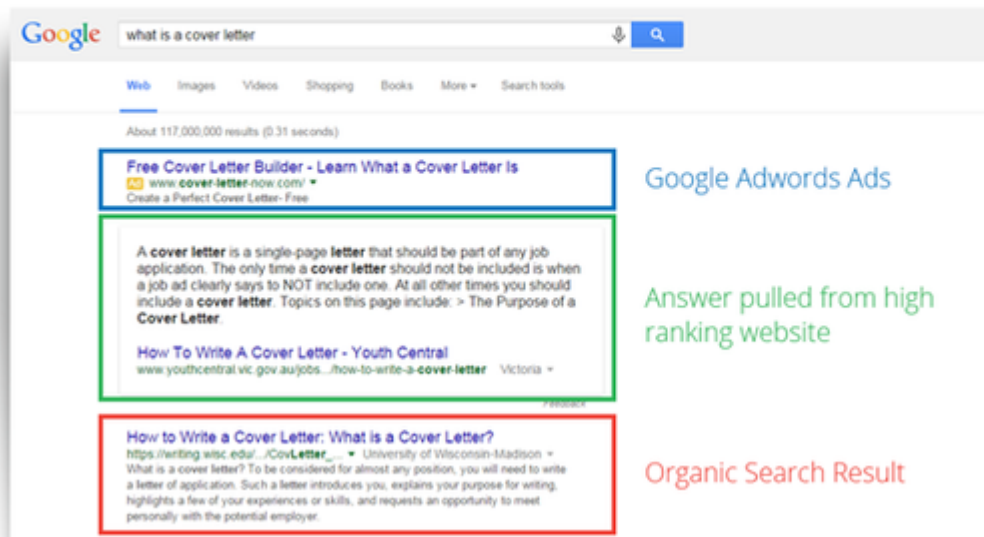 Google what is a cover letter
Web Images Videos Shopping Books More Search tools
About 117,000,000 results (0.31 seconds)
Free Cover Letter Builder - Learn What a Cover Letter Is
Ad www.cover-letter-now.com/
Create a Perfect Cover Letter- Free
Google Adwords Ads
A cover letter is a single-page letter that should be part of any job
application. The only time a cover letter should not be included is when
a job ad clearly says to NOT include one. At all other times you should
include a cover letter. Topics on this page include: > The Purpose of a
Cover Letter.
How To Write A Cover Letter - Youth Central
www.youthcentral.vic.gov.au/jobs.../how-to-write-a-cover-letter Victoria
Answer pulled from high
ranking website
Feedback
How to Write a Cover Letter: What is a Cover Letter?
https://writing.wisc.edu/.../CovLetter_... University of Wisconsin-Madison
What is a cover letter? To be considered for almost any position, you will need to write
a letter of application. Such a letter introduces you, explains your purpose for writing,
highlights a few of your experiences or skills, and requests an opportunity to meet
personally with the potential employer.
Organic Search Result